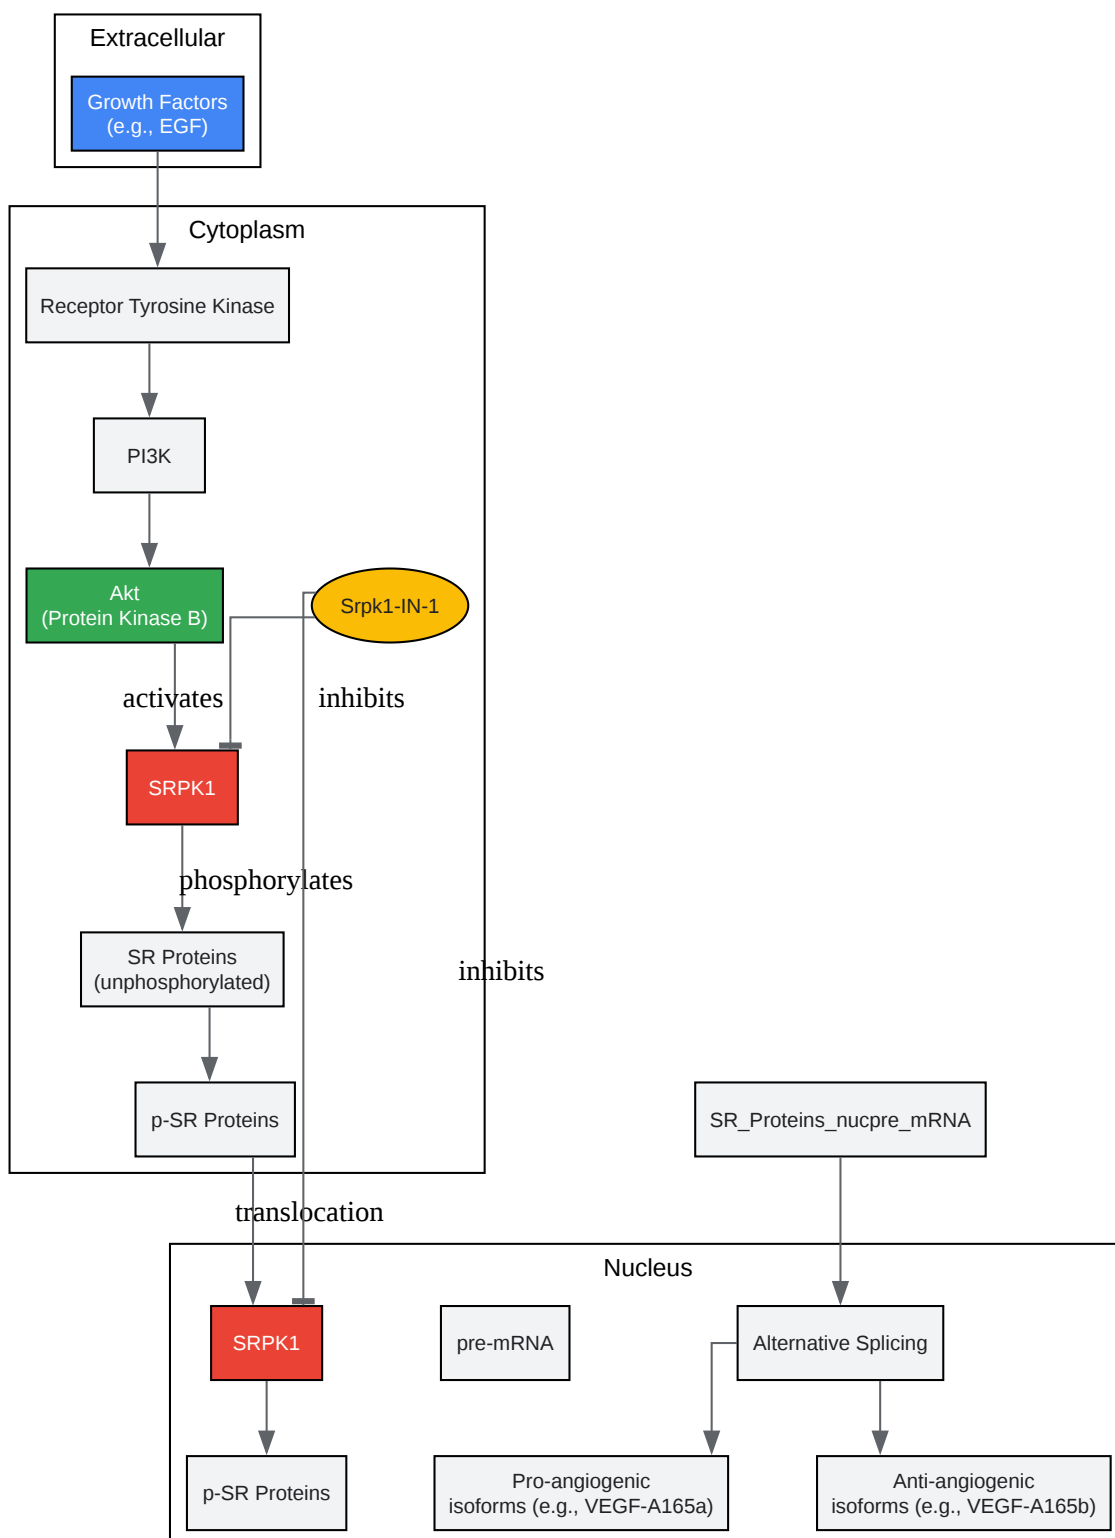 Extracellular
Growth Factors
(e.g., EGF)
Cytoplasm
Receptor Tyrosine Kinase
PI3K
Akt
(Protein Kinase B)
Srpk1-IN-1
activates
inhibits
SRPK1
phosphorylates
SR Proteins
(unphosphorylated)
inhibits
p-SR Proteins
SR_Proteins_nucpre_mRNA
translocation
Nucleus
SRPK1
pre-mRNA
Alternative Splicing
p-SR Proteins
Pro-angiogenic
isoforms (e.g., VEGF-A165a)
Anti-angiogenic
isoforms (e.g., VEGF-A165b)